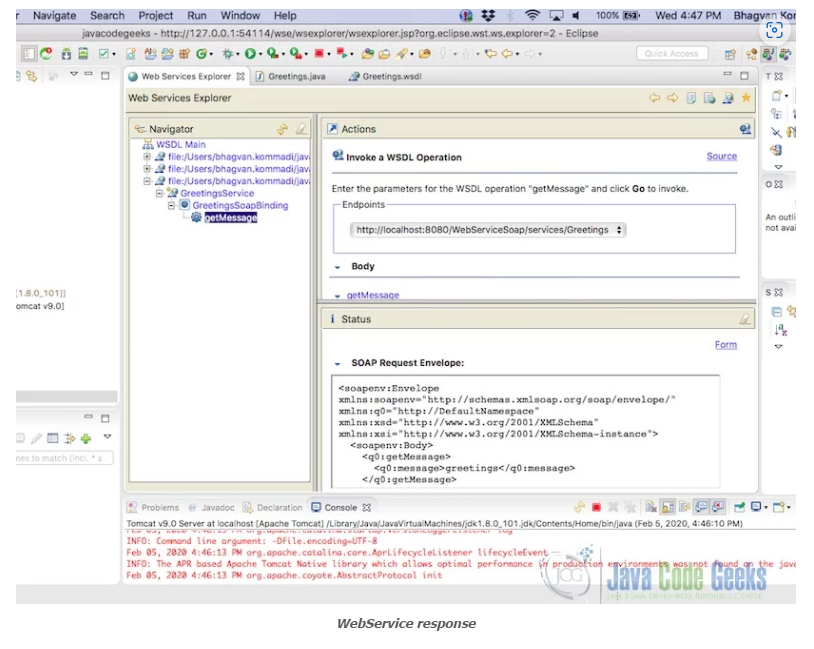 Navigate Search Project Run Window Help 100% Wed 4:47 PM Bhagvan Kor
javacodegeeks - http://127.0.0.1:54114/wse/wsexplorer/wsexplorer.jsp?org.eclipse.wst.ws.explorer=2 - Eclipse
Quick Access
Web Services Explorer Greetings.java Greetings.wsdl
Web Services Explorer
Navigator
WSDL Main
file:/Users/bhagvan.kommadi/jav
file:/Users/bhagvan.kommadi/jav
file:/Users/bhagvan.kommadi/jav
GreetingsService
GreetingsSoapBinding
getMessage
Actions
Invoke a WSDL Operation Source
Enter the parameters for the WSDL operation "getMessage" and click Go to invoke.
Endpoints
http://localhost:8080/WebServiceSoap/services/Greetings
Body
getMessage
Status
Form
SOAP Request Envelope:
<soapenv:Envelope
xmlns:soapenv="http://schemas.xmlsoap.org/soap/envelope/"
xmlns:q0="http://DefaultNamespace"
xmlns:xsd="http://www.w3.org/2001/XMLSchema"
xmlns:xsi="http://www.w3.org/2001/XMLSchema-instance">
<soapenv:Body>
<q0:getMessage>
<q0:message>greetings</q0:message>
</q0:getMessage>
T
O
An outli
not avai
S
[1.8.0_101]]
omcat v9.0]
nes to match (incl. * a
Problems Javadoc Declaration Console
Tomcat v9.0 Server at localhost [Apache Tomcat] /Library/Java/JavaVirtualMachines/jdk1.8.0_101.jdk/Contents/Home/bin/java (Feb 5, 2020, 4:46:10 PM)
INFO: Command line argument: -Dfile.encoding=UTF-8
Feb 05, 2020 4:46:13 PM org.apache.catalina.core.AprLifecycleListener lifecycleEvent
INFO: The APR based Apache Tomcat Native library which allows optimal performance in production environments was not found on the java
Feb 05, 2020 4:46:13 PM org.apache.coyote.AbstractProtocol init
JCG Java Code Geeks
WebService response